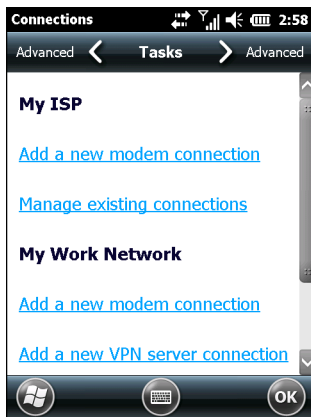 Connections 2:58
Advanced Tasks Advanced
My ISP
Add a new modem connection
Manage existing connections
My Work Network
Add a new modem connection
Add a new VPN server connection
OK